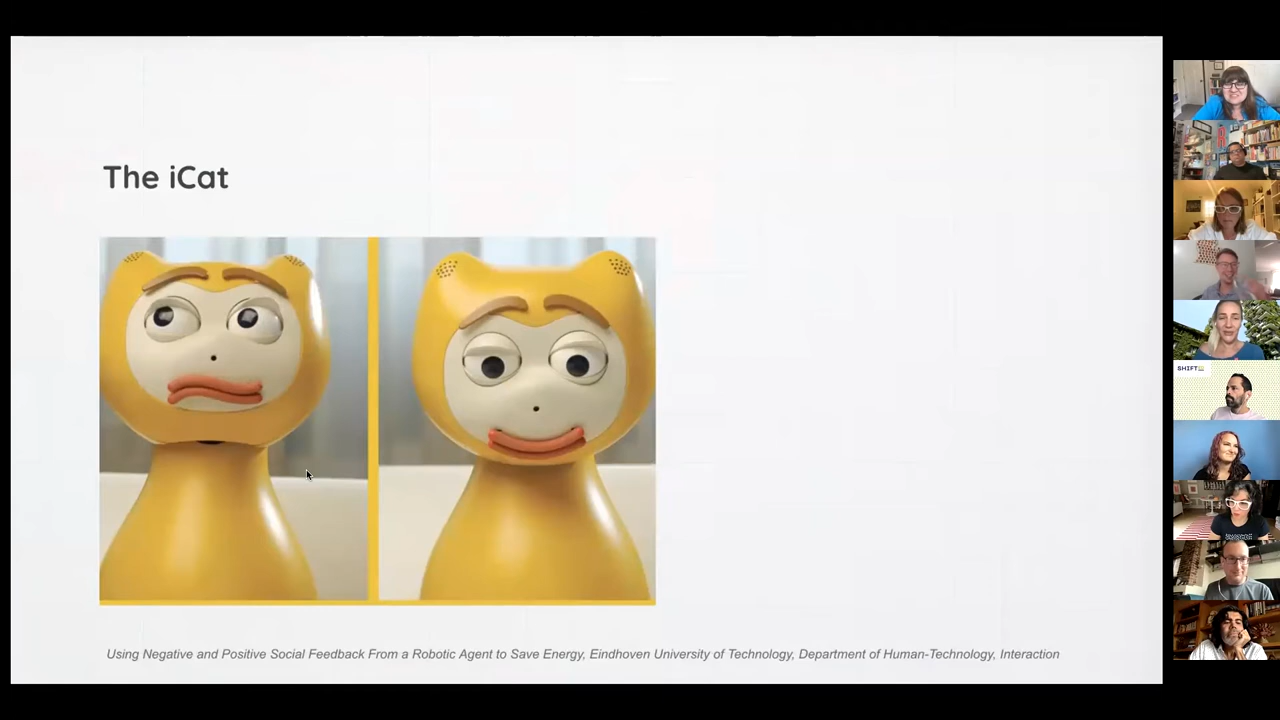 The iCat
Using Negative and Positive Social Feedback From a Robotic Agent to Save Energy, Eindhoven University of Technology, Department of Human-Technology, Interaction
SHIFT